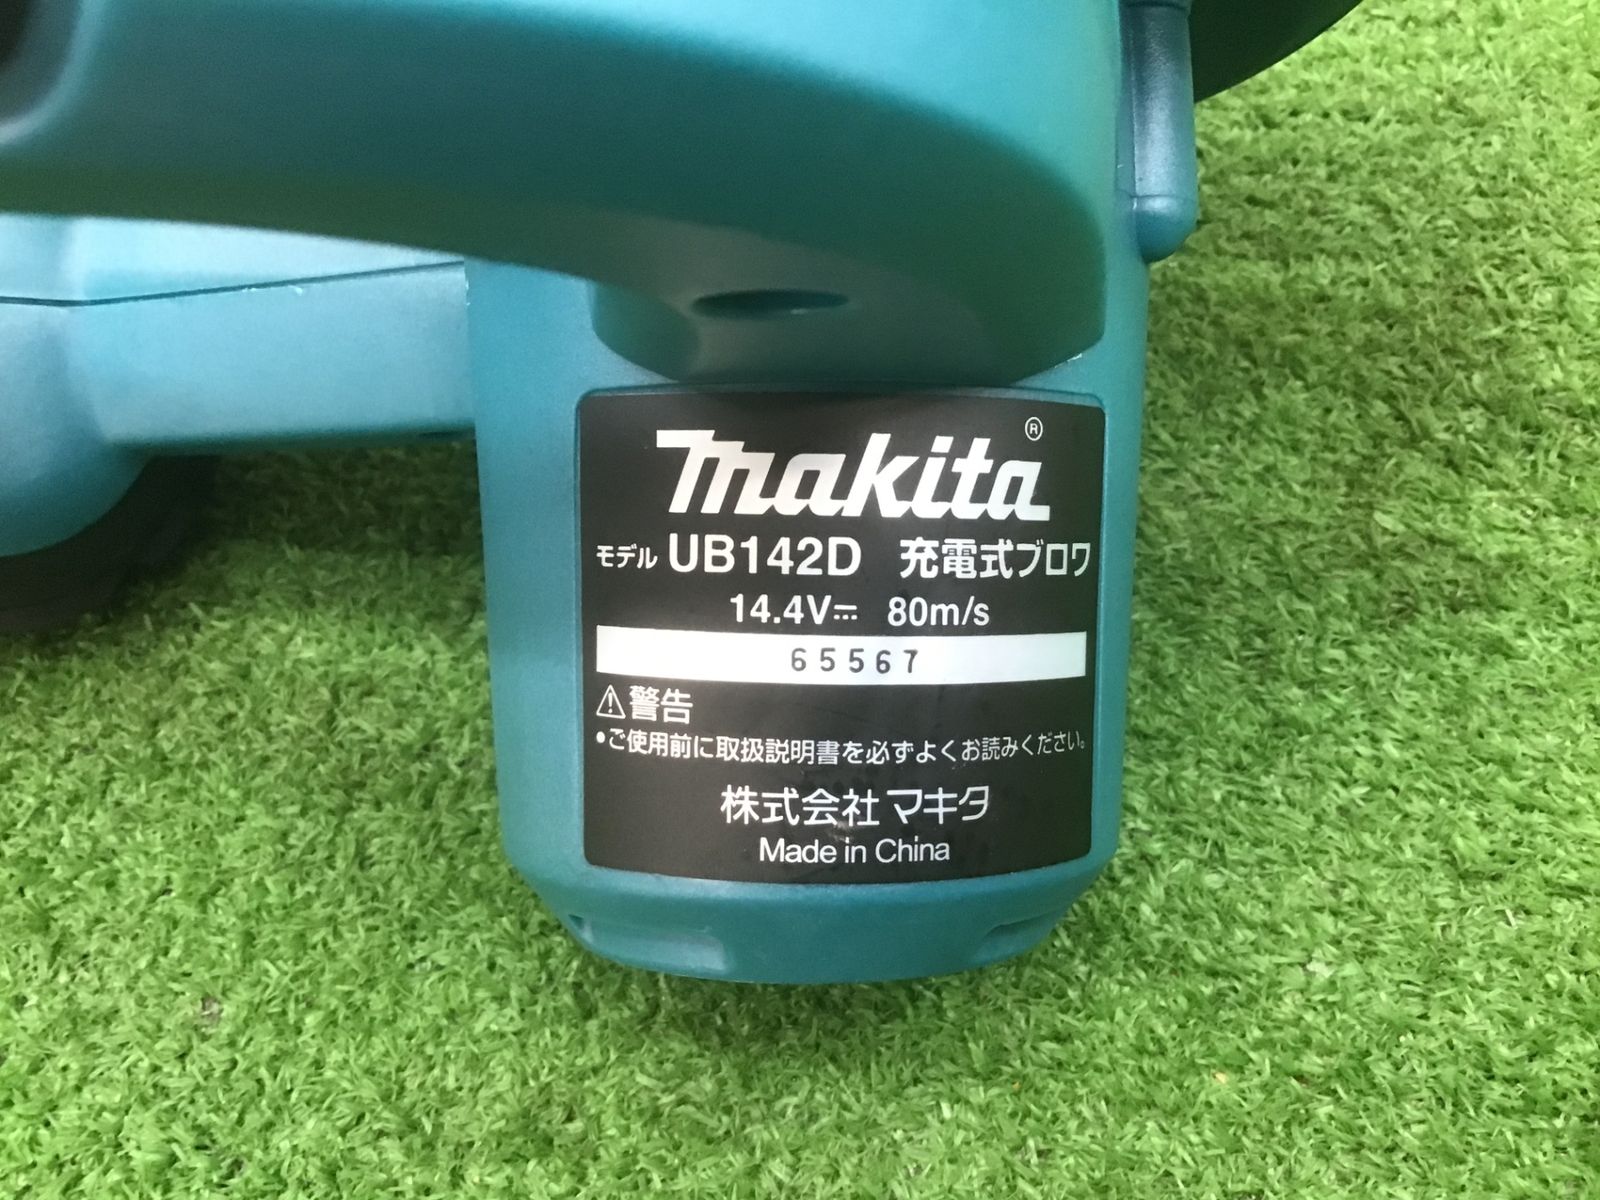 makita®
モデル UB142D 充電式ブロワ
14.4V⎓ 80m/s
65567
⚠警告
•ご使用前に取扱説明書を必ずよくお読みください。
株式会社マキタ
Made in China